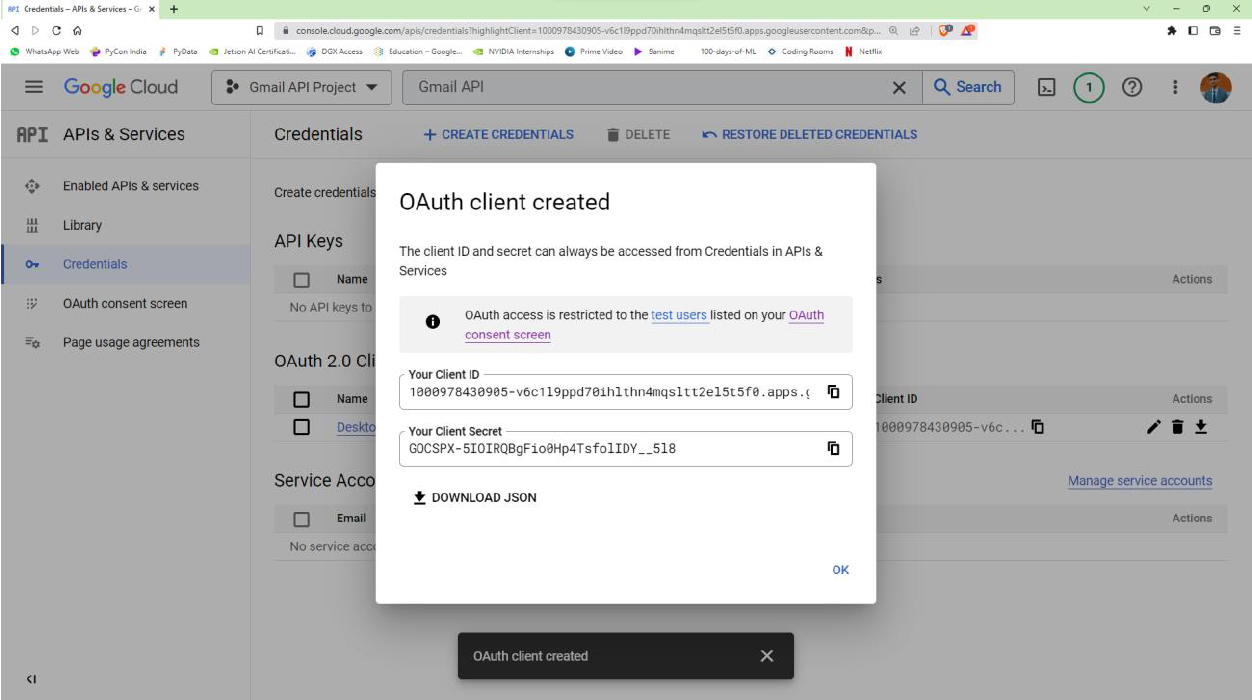 API Credentials – APIs & Services – G
console.cloud.google.com/apis/credentials?highlightClient=1000978430905-v6c1l9ppd70ihlthn4mqsltt2el5t5f0.apps.googleusercontent.com&p...
WhatsApp Web PyCon India PyData Jetson AI Certificati... DGX Access Education – Google... NVIDIA Internships Prime Video 9anime 100-days-of-ML Coding Rooms Netflix
Google Cloud Gmail API Project Gmail API Search 1
API APIs & Services Credentials CREATE CREDENTIALS DELETE RESTORE DELETED CREDENTIALS
Enabled APIs & services
Library
Credentials
OAuth consent screen
Page usage agreements
Create credentials
API Keys
Name s Actions
No API keys to
OAuth 2.0 Cli
Name Client ID Actions
Deskto 1000978430905-v6c...
Service Acco Manage service accounts
Email Actions
No service acco
OAuth client created
The client ID and secret can always be accessed from Credentials in APIs &
Services
OAuth access is restricted to the test users listed on your OAuth
consent screen
Your Client ID
1000978430905-v6c1l9ppd70ihlthn4mqsltt2el5t5f0.apps.g
Your Client Secret
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
DOWNLOAD JSON
OK
OAuth client created